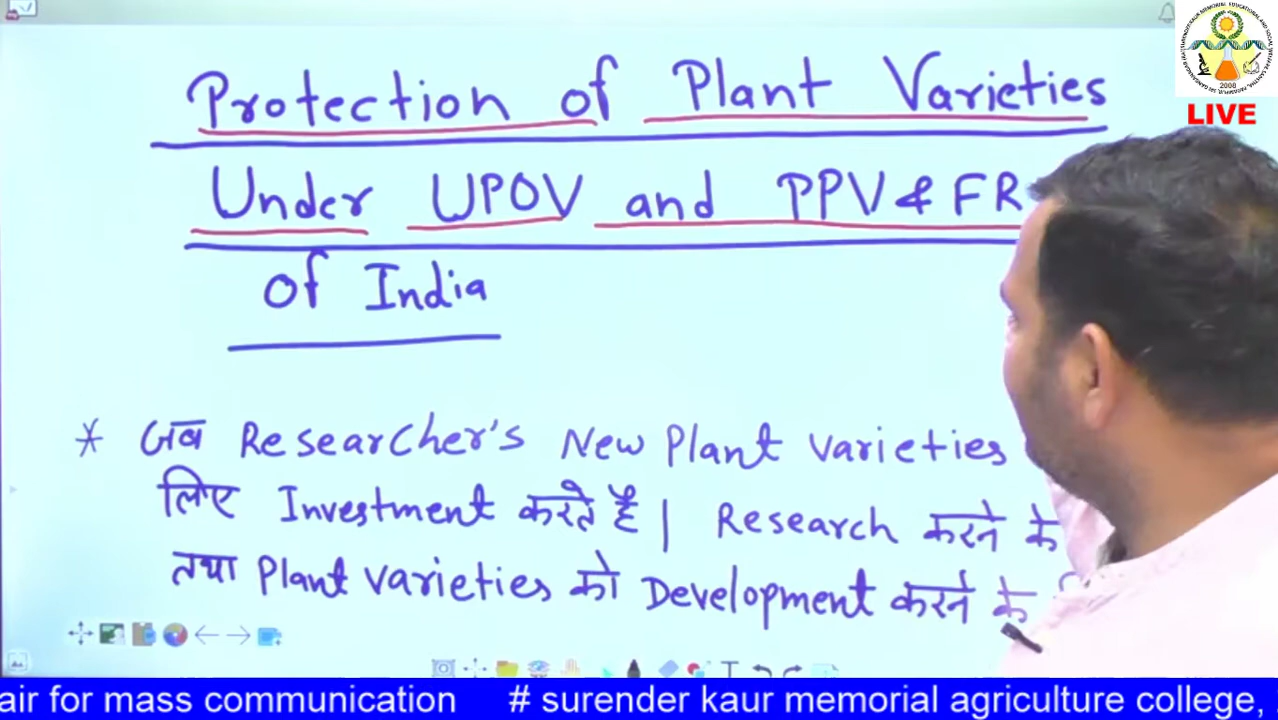 LIVE
2008
Protection of Plant Varieties
Under UPOV and PPV & FR
of India
* जब Researcher's New Plant varieties
लिए Investment करते है | Research करने के
तथा Plant varieties को Development करने के
air for mass communication # surender kaur memorial agriculture college,